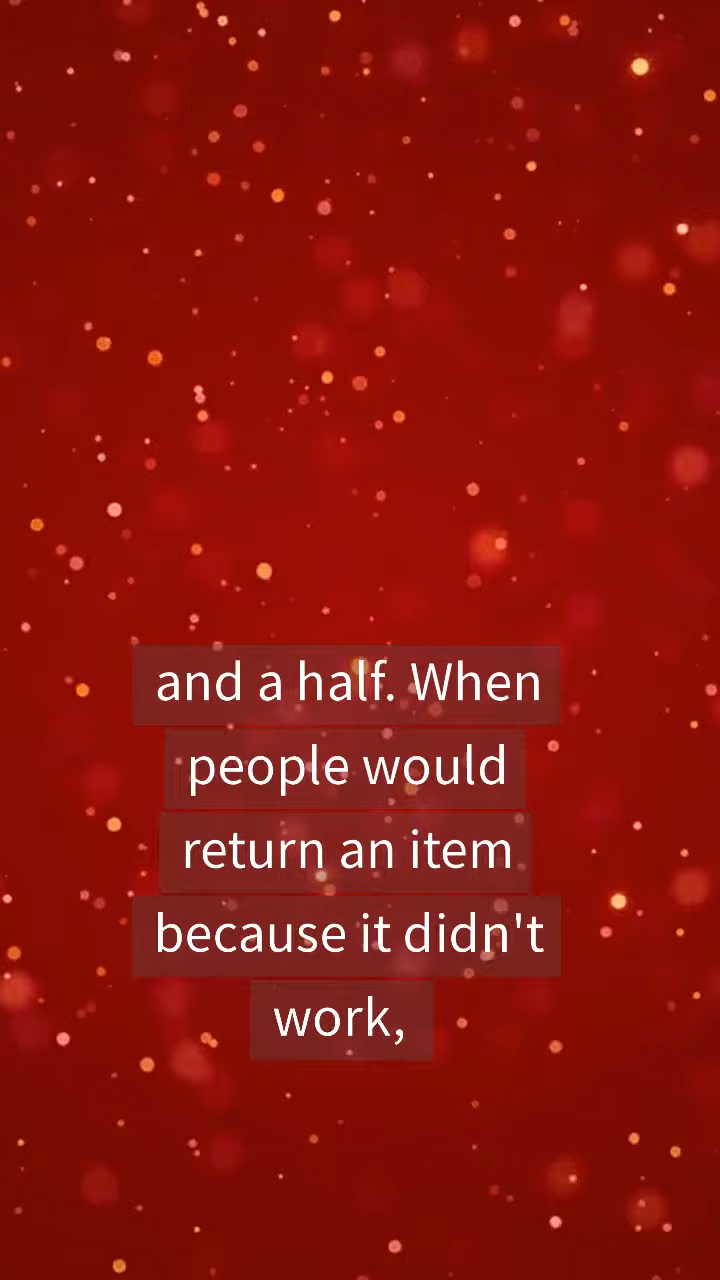 and a half. When
people would
return an item
because it didn't
work,